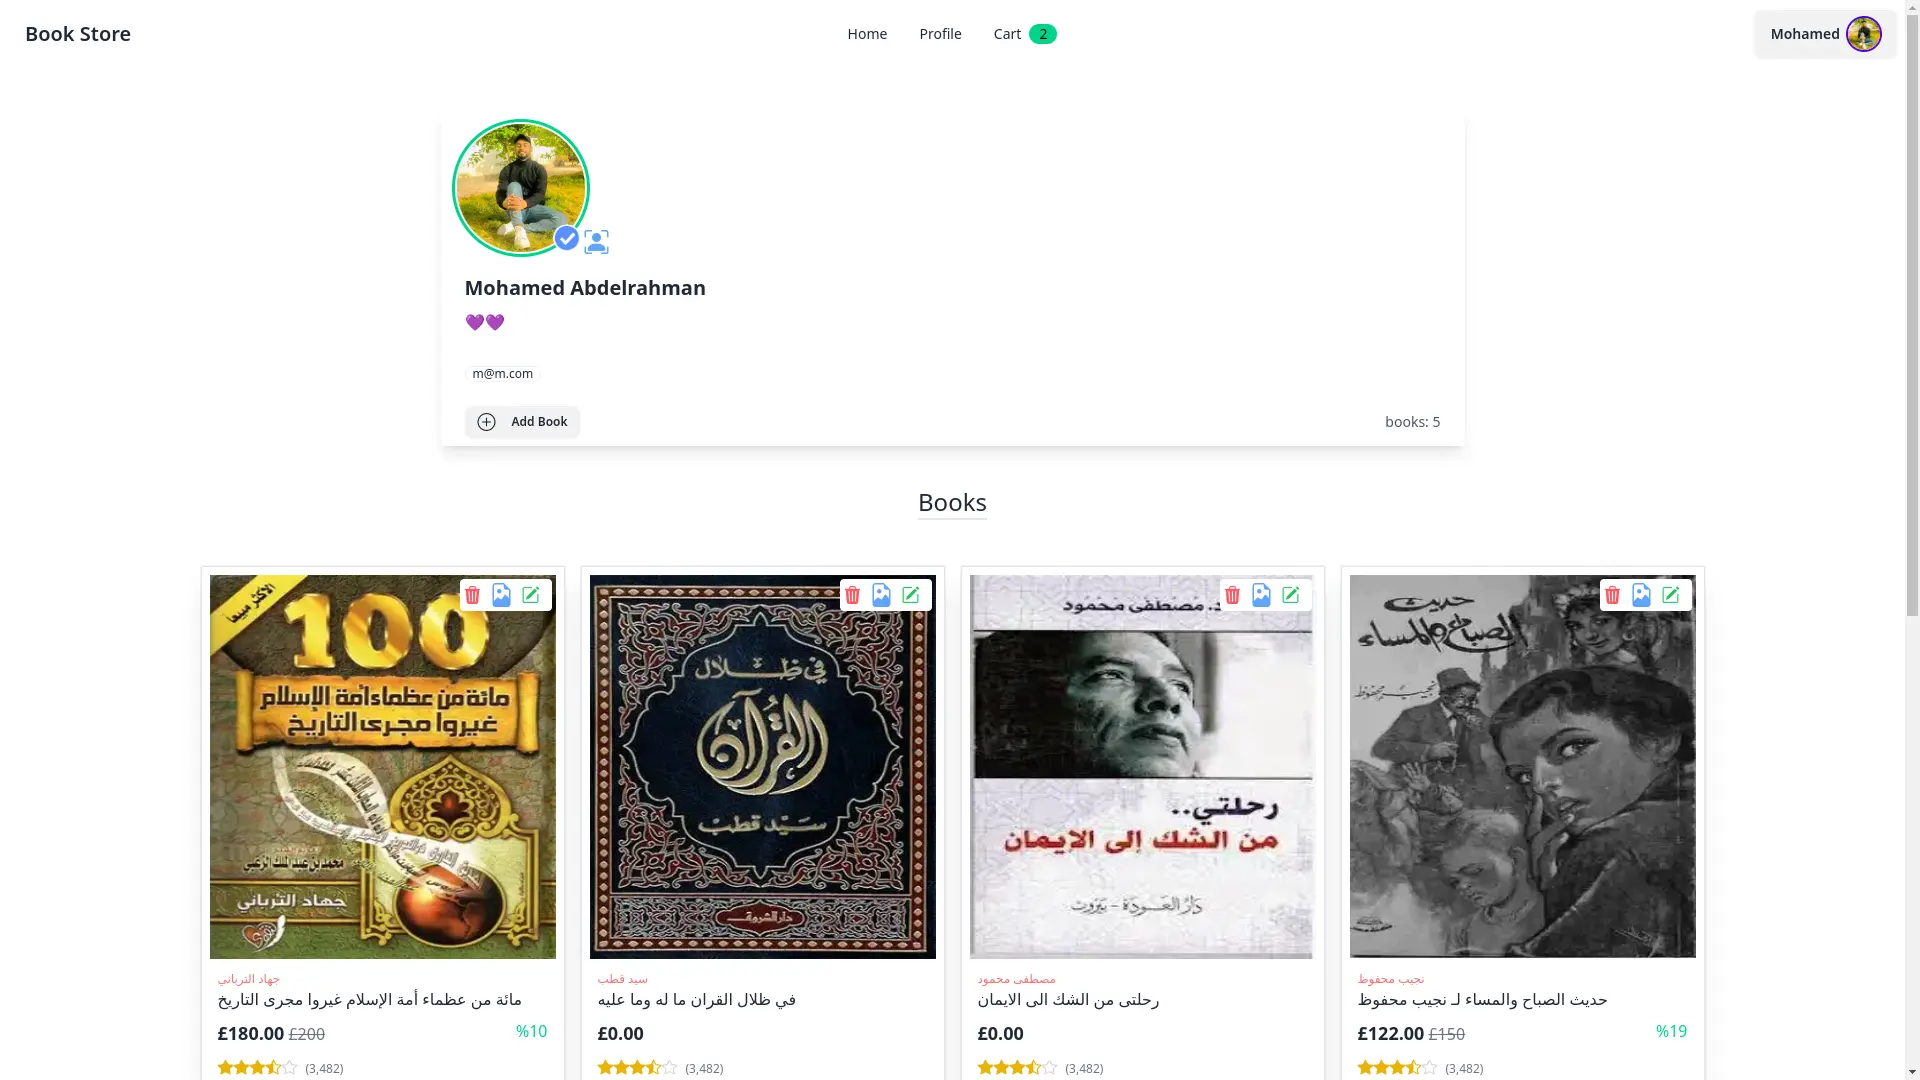 Book Store
Home
Profile
Cart 2
Mohamed
Mohamed Abdelrahman
💜💜
m@m.com
Add Book
books: 5
Books
الأكثر مبيعا
100
مائة من عظماء أمة الإسلام
غيروا مجرى التاريخ
جهاد الترباني
جهاد الترباني
مائة من عظماء أمة الإسلام غيروا مجرى التاريخ
£180.00 £200
%10
(3,482)
في ظلال
القرآن
سيد قطب
دار الشروق
سيد قطب
في ظلال القران ما له وما عليه
£0.00
(3,482)
د. مصطفى محمود
رحلتي..
من الشك إلى الايمان
دار العودة - بيروت
مصطفى محمود
رحلتى من الشك الى الايمان
£0.00
(3,482)
حديث
الصباح والمساء
نجيب محفوظ
نجيب محفوظ
حديث الصباح والمساء لـ نجيب محفوظ
£122.00 £150
%19
(3,482)